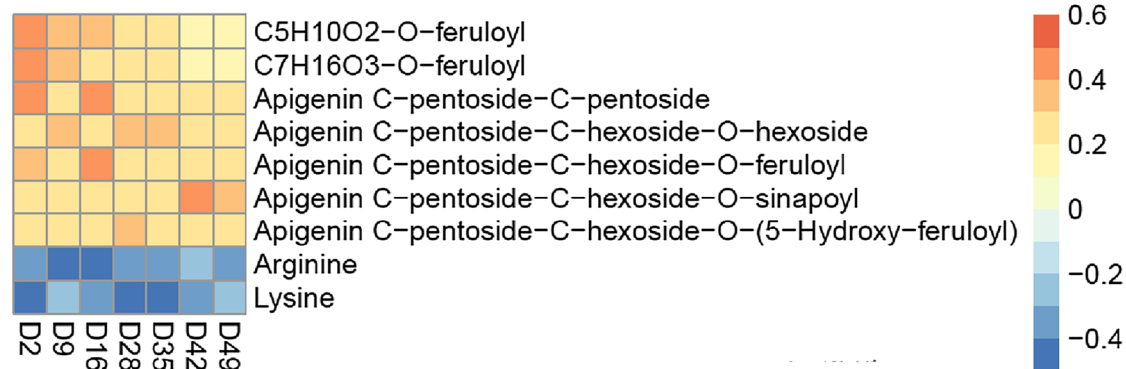 C5H10O2−O−feruloyl
C7H16O3−O−feruloyl
Apigenin C−pentoside−C−pentoside
Apigenin C−pentoside−C−hexoside−O−hexoside
Apigenin C−pentoside−C−hexoside−O−feruloyl
Apigenin C−pentoside−C−hexoside−O−sinapoyl
Apigenin C−pentoside−C−hexoside−O−(5−Hydroxy−feruloyl)
Arginine
Lysine
D2 D9 D16 D28 D35 D42 D49
0.6
0.4
0.2
0
−0.2
−0.4